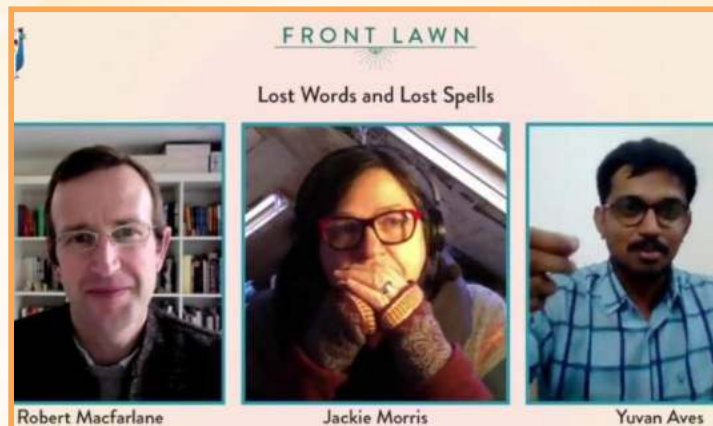 FRONT LAWN
Lost Words and Lost Spells
Robert Macfarlane
Jackie Morris
Yuvan Aves